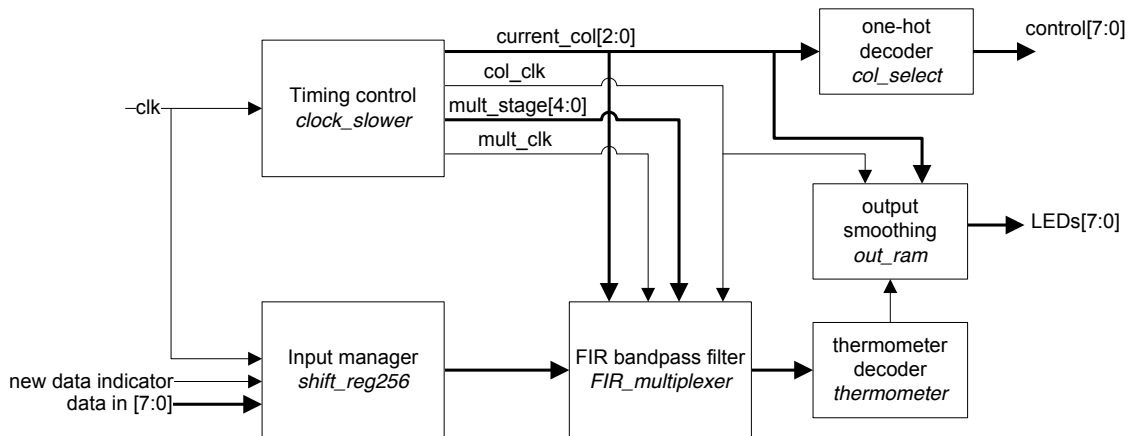 current_col[2:0]
one-hot
decoder
col_select
control[7:0]
col_clk
Timing control
clock_slower
clk
mult_stage[4:0]
mult_clk
output
smoothing
out_ram
LEDs[7:0]
Input manager
shift_reg256
FIR bandpass filter
FIR_multiplexer
thermometer
decoder
thermometer
new data indicator
data in [7:0]